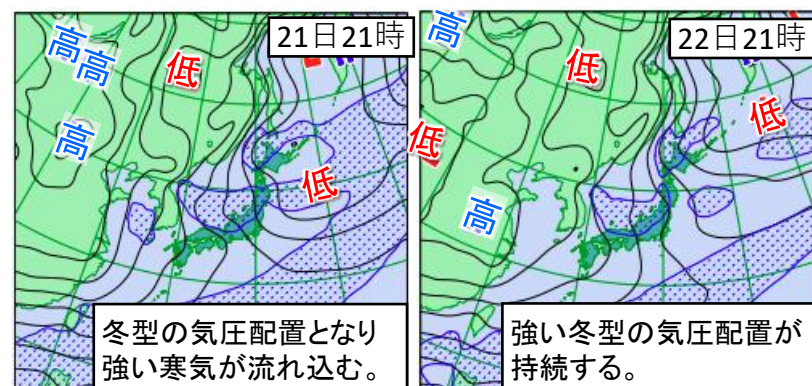 21日21時
高
高
高
低
低
冬型の気圧配置となり
強い寒気が流れ込む。
22日21時
高
低
低
低
高
強い冬型の気圧配置が
持続する。